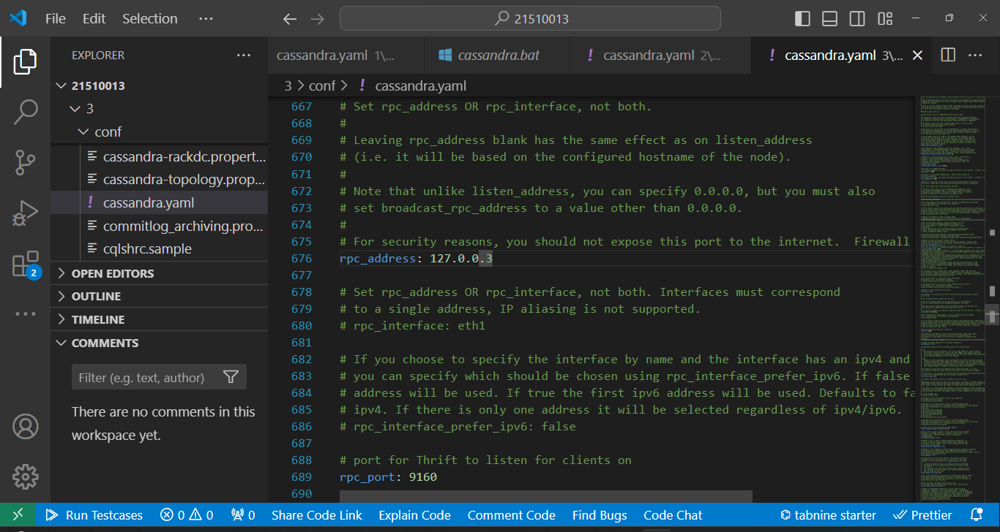 File Edit Selection ···
21510013
EXPLORER ···
21510013
3
conf
cassandra-rackdc.propert...
cassandra-topology.prop...
! cassandra.yaml
commitlog_archiving.pro...
cqlshrc.sample
OPEN EDITORS
OUTLINE
TIMELINE
COMMENTS
Filter (e.g. text, author)
There are no comments in this
workspace yet.
2
cassandra.yaml 1\...
cassandra.bat
! cassandra.yaml 2\...
! cassandra.yaml 3\...
3 > conf > ! cassandra.yaml
667 # Set rpc_address OR rpc_interface, not both.
668 #
669 # Leaving rpc_address blank has the same effect as on listen_address
670 # (i.e. it will be based on the configured hostname of the node).
671 #
672 # Note that unlike listen_address, you can specify 0.0.0.0, but you must also
673 # set broadcast_rpc_address to a value other than 0.0.0.0.
674 #
675 # For security reasons, you should not expose this port to the internet.  Firewall
676 rpc_address: 127.0.0.3
677
678 # Set rpc_address OR rpc_interface, not both. Interfaces must correspond
679 # to a single address, IP aliasing is not supported.
680 # rpc_interface: eth1
681
682 # If you choose to specify the interface by name and the interface has an ipv4 and
683 # you can specify which should be chosen using rpc_interface_prefer_ipv6. If false
684 # address will be used. If true the first ipv6 address will be used. Defaults to fa
685 # ipv4. If there is only one address it will be selected regardless of ipv4/ipv6.
686 # rpc_interface_prefer_ipv6: false
687
688 # port for Thrift to listen for clients on
689 rpc_port: 9160
690
Run Testcases 0 0 0 Share Code Link Explain Code Comment Code Find Bugs Code Chat tabnine starter Prettier